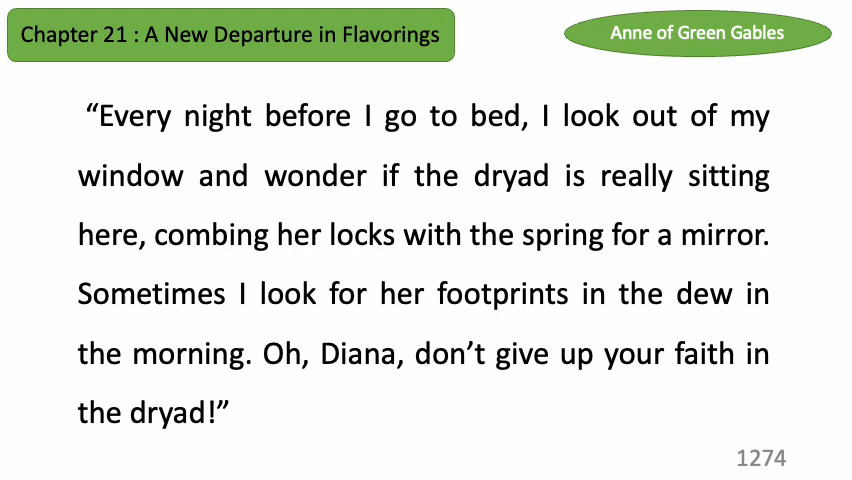 Chapter 21 : A New Departure in Flavorings
Anne of Green Gables
“Every night before I go to bed, I look out of my
window and wonder if the dryad is really sitting
here, combing her locks with the spring for a mirror.
Sometimes I look for her footprints in the dew in
the morning. Oh, Diana, don’t give up your faith in
the dryad!”
1274